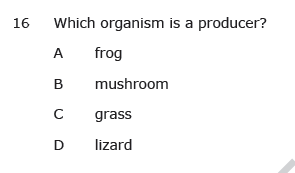 16 Which organism is a producer?
A frog
B mushroom
C grass
D lizard